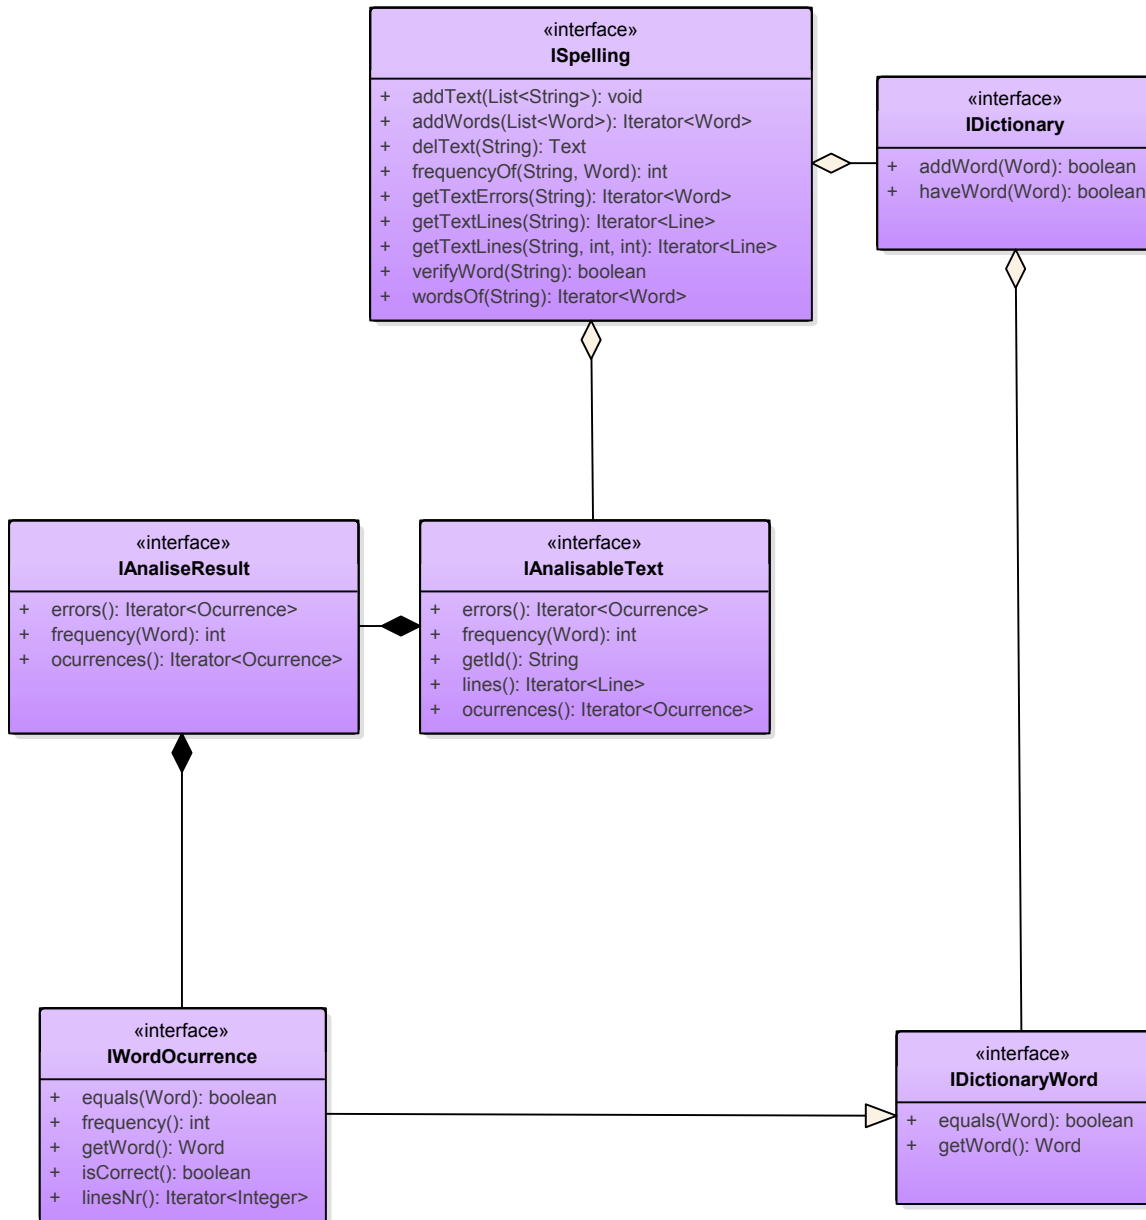 «interface»
ISpelling
+ addText(List<String>): void
+ addWords(List<Word>): Iterator<Word>
+ delText(String): Text
+ frequencyOf(String, Word): int
+ getTextErrors(String): Iterator<Word>
+ getTextLines(String): Iterator<Line>
+ getTextLines(String, int, int): Iterator<Line>
+ verifyWord(String): boolean
+ wordsOf(String): Iterator<Word>
«interface»
IDictionary
+ addWord(Word): boolean
+ haveWord(Word): boolean
«interface»
IAnaliseResult
+ errors(): Iterator<Ocurrence>
+ frequency(Word): int
+ ocurrences(): Iterator<Ocurrence>
«interface»
IAnalisableText
+ errors(): Iterator<Ocurrence>
+ frequency(Word): int
+ getId(): String
+ lines(): Iterator<Line>
+ ocurrences(): Iterator<Ocurrence>
«interface»
IWordOcurrence
+ equals(Word): boolean
+ frequency(): int
+ getWord(): Word
+ isCorrect(): boolean
+ linesNr(): Iterator<Integer>
«interface»
IDictionaryWord
+ equals(Word): boolean
+ getWord(): Word